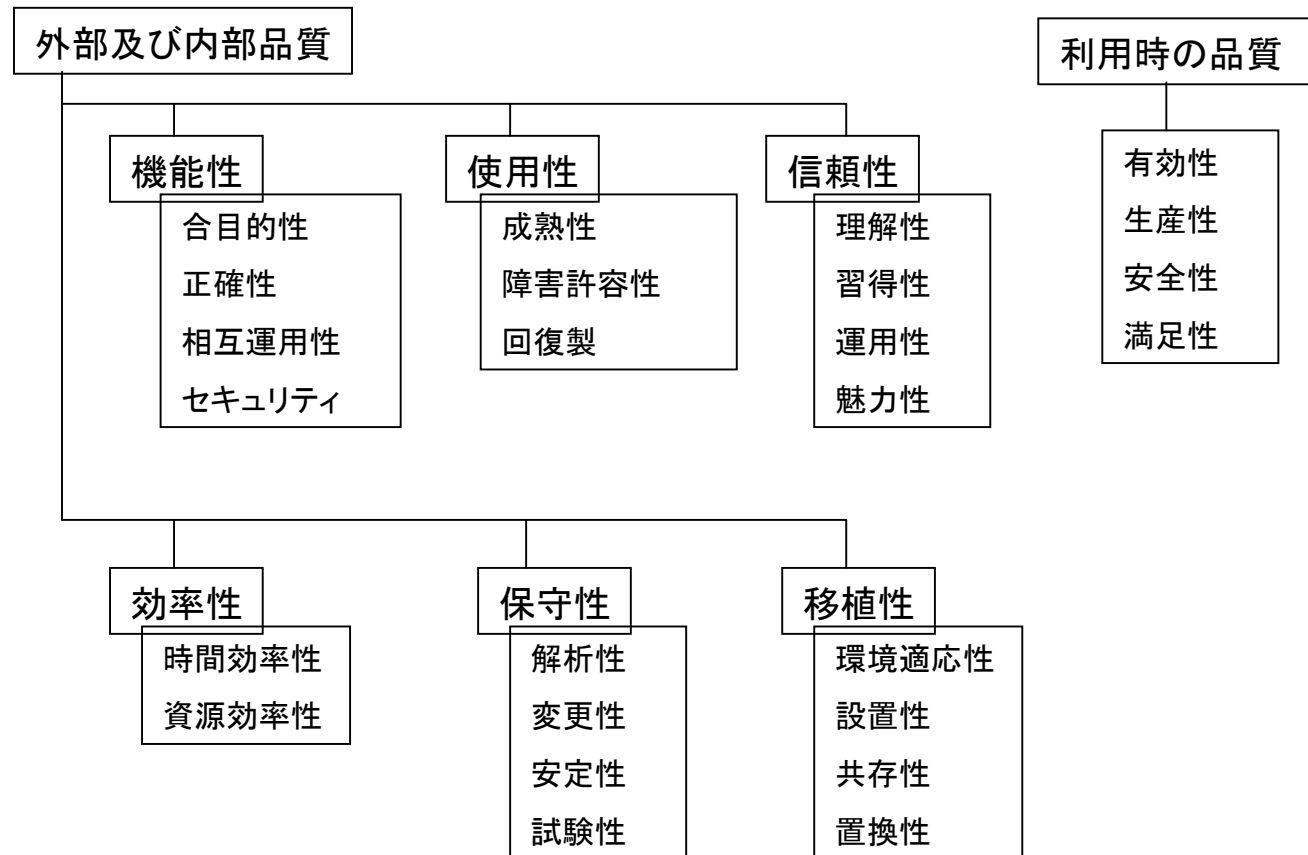 外部及び内部品質
利用時の品質
機能性
合目的性
正確性
相互運用性
セキュリティ
使用性
成熟性
障害許容性
回復製
信頼性
理解性
習得性
運用性
魅力性
有効性
生産性
安全性
満足性
効率性
時間効率性
資源効率性
保守性
解析性
変更性
安定性
試験性
移植性
環境適応性
設置性
共存性
置換性